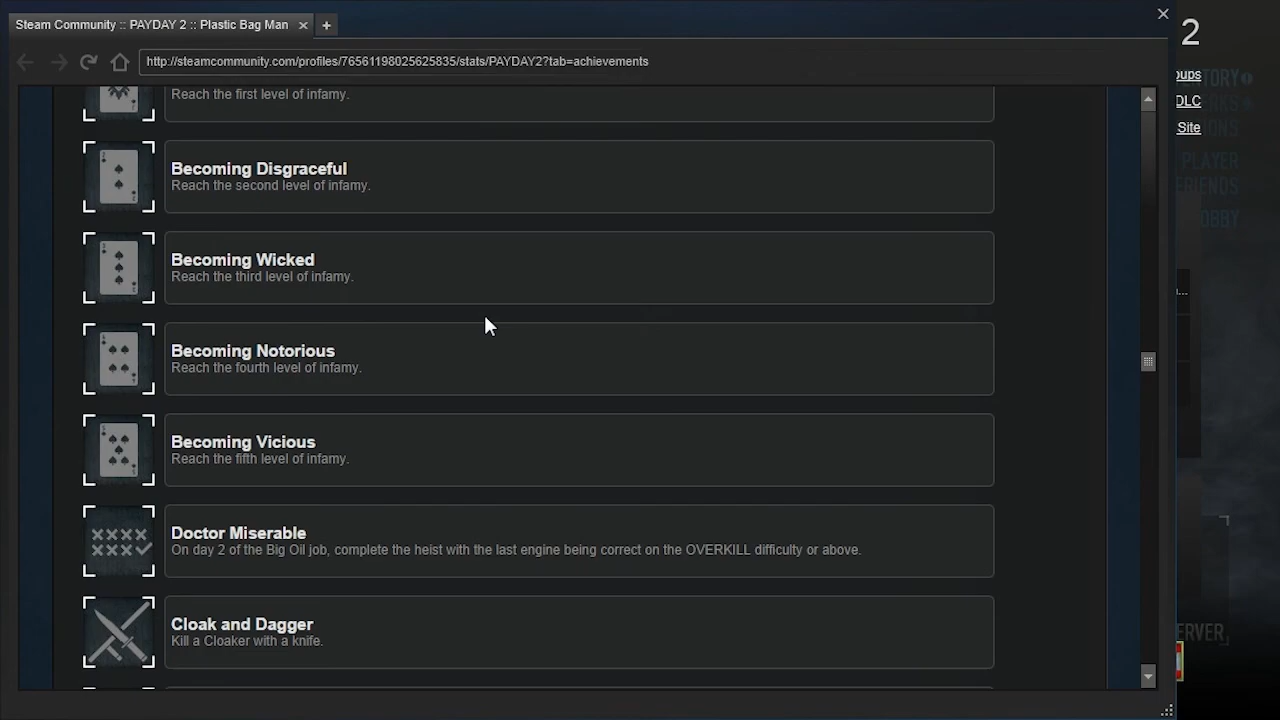 Steam Community :: PAYDAY 2 :: Plastic Bag Man
http://steamcommunity.com/profiles/76561198025625835/stats/PAYDAY2?tab=achievements
2
oups
DLC
Site
PLAYER
Reach the first level of infamy.
Becoming Disgraceful
Reach the second level of infamy.
Becoming Wicked
Reach the third level of infamy.
Becoming Notorious
Reach the fourth level of infamy.
Becoming Vicious
Reach the fifth level of infamy.
Doctor Miserable
On day 2 of the Big Oil job, complete the heist with the last engine being correct on the OVERKILL difficulty or above.
Cloak and Dagger
Kill a Cloaker with a knife.
ERVER